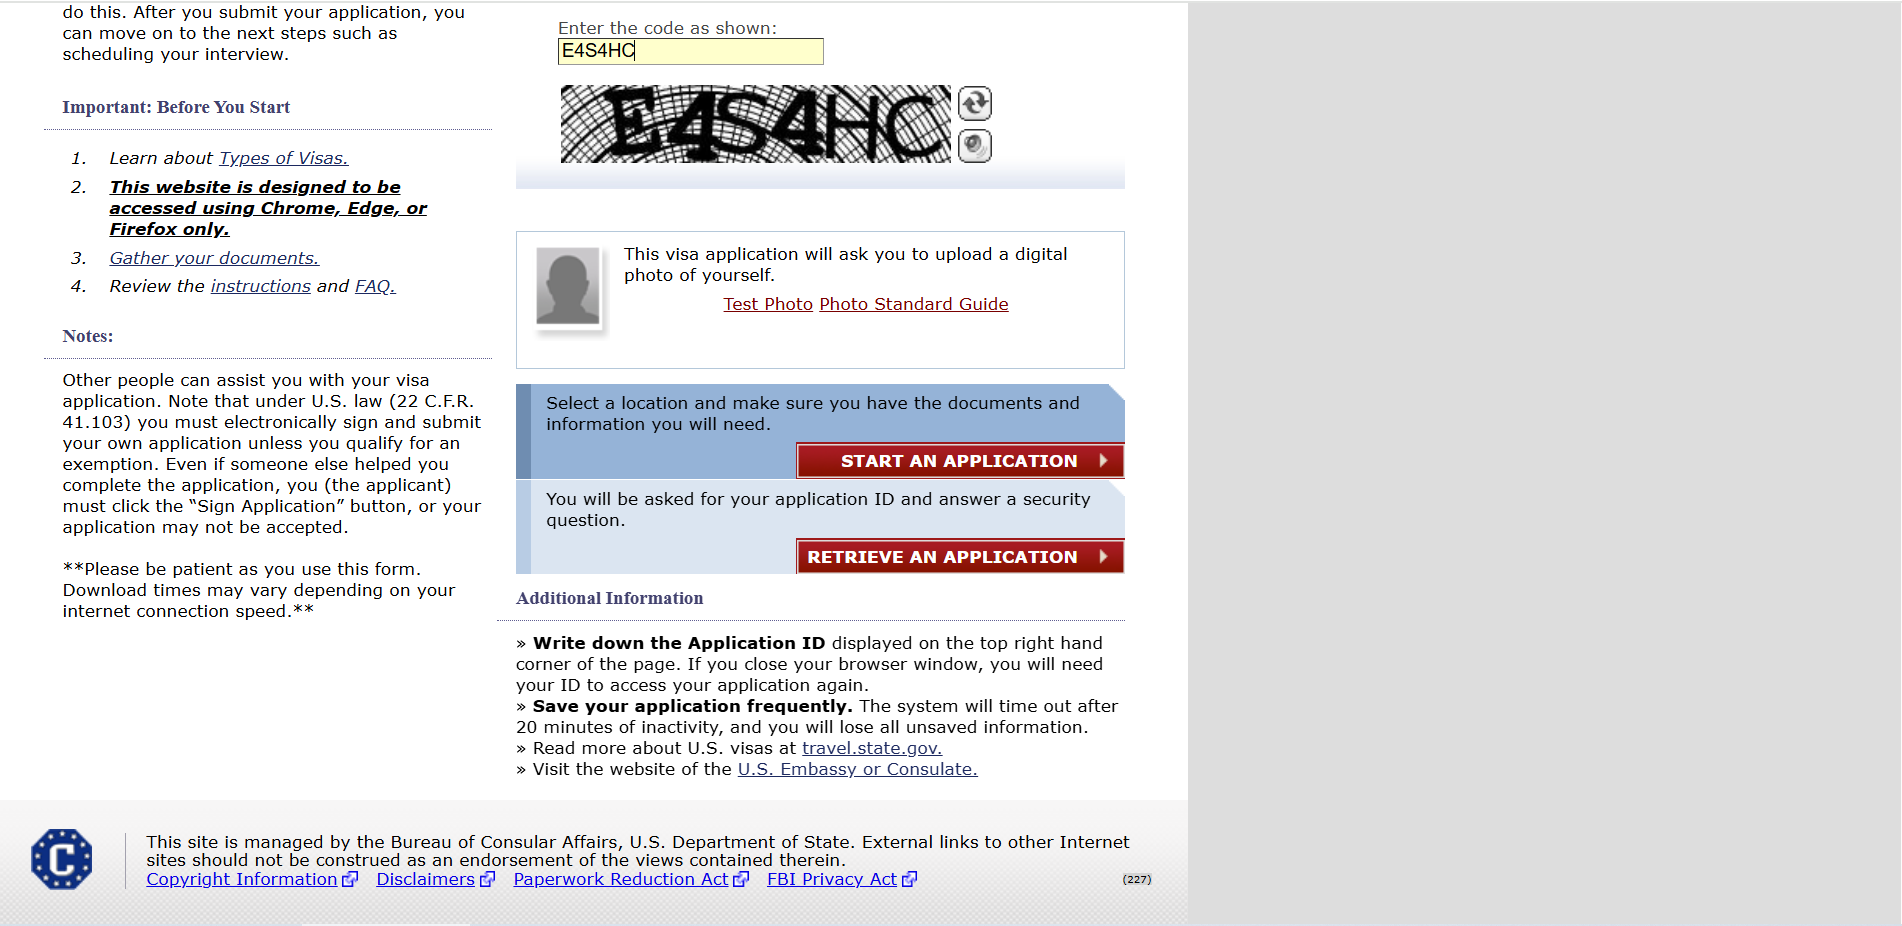 do this. After you submit your application, you
can move on to the next steps such as
scheduling your interview.
Important: Before You Start
1. Learn about Types of Visas.
2. This website is designed to be
accessed using Chrome, Edge, or
Firefox only.
3. Gather your documents.
4. Review the instructions and FAQ.
Notes:
Other people can assist you with your visa
application. Note that under U.S. law (22 C.F.R.
41.103) you must electronically sign and submit
your own application unless you qualify for an
exemption. Even if someone else helped you
complete the application, you (the applicant)
must click the “Sign Application” button, or your
application may not be accepted.
**Please be patient as you use this form.
Download times may vary depending on your
internet connection speed.**
Enter the code as shown:
E4S4HC
E4S4HC
This visa application will ask you to upload a digital
photo of yourself.
Test Photo Photo Standard Guide
Select a location and make sure you have the documents and
information you will need.
START AN APPLICATION
You will be asked for your application ID and answer a security
question.
RETRIEVE AN APPLICATION
Additional Information
» Write down the Application ID displayed on the top right hand
corner of the page. If you close your browser window, you will need
your ID to access your application again.
» Save your application frequently. The system will time out after
20 minutes of inactivity, and you will lose all unsaved information.
» Read more about U.S. visas at travel.state.gov.
» Visit the website of the U.S. Embassy or Consulate.
C
This site is managed by the Bureau of Consular Affairs, U.S. Department of State. External links to other Internet
sites should not be construed as an endorsement of the views contained therein.
Copyright Information Disclaimers Paperwork Reduction Act FBI Privacy Act
(227)